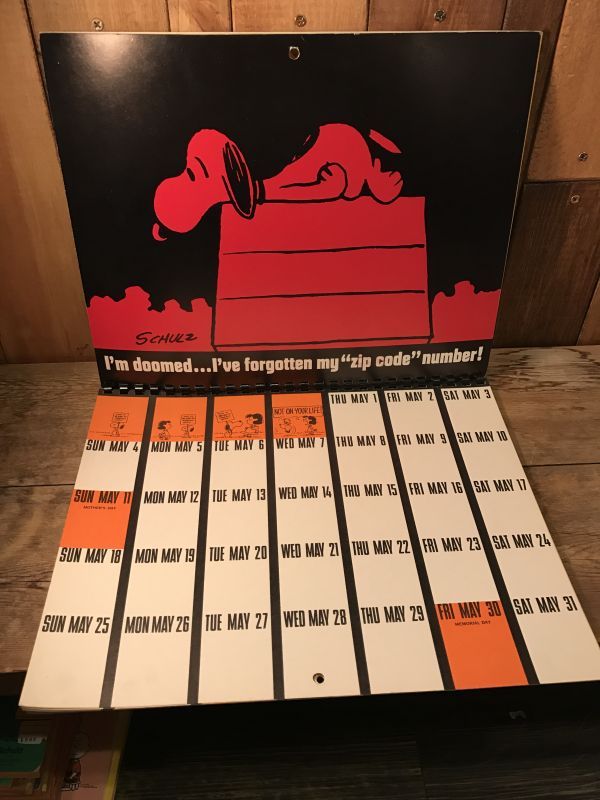 SCHULZ
I'm doomed...I've forgotten my "zip code" number!
NOT ON YOUR LIFE!
THU MAY 1
FRI MAY 2
SAT MAY 3
SUN MAY 4
MON MAY 5
TUE MAY 6
WED MAY 7
THU MAY 8
FRI MAY 9
SAT MAY 10
SUN MAY 11
MOTHER'S DAY
MON MAY 12
TUE MAY 13
WED MAY 14
THU MAY 15
FRI MAY 16
SAT MAY 17
SUN MAY 18
MON MAY 19
TUE MAY 20
WED MAY 21
THU MAY 22
FRI MAY 23
SAT MAY 24
SUN MAY 25
MON MAY 26
TUE MAY 27
WED MAY 28
THU MAY 29
FRI MAY 30
MEMORIAL DAY
SAT MAY 31